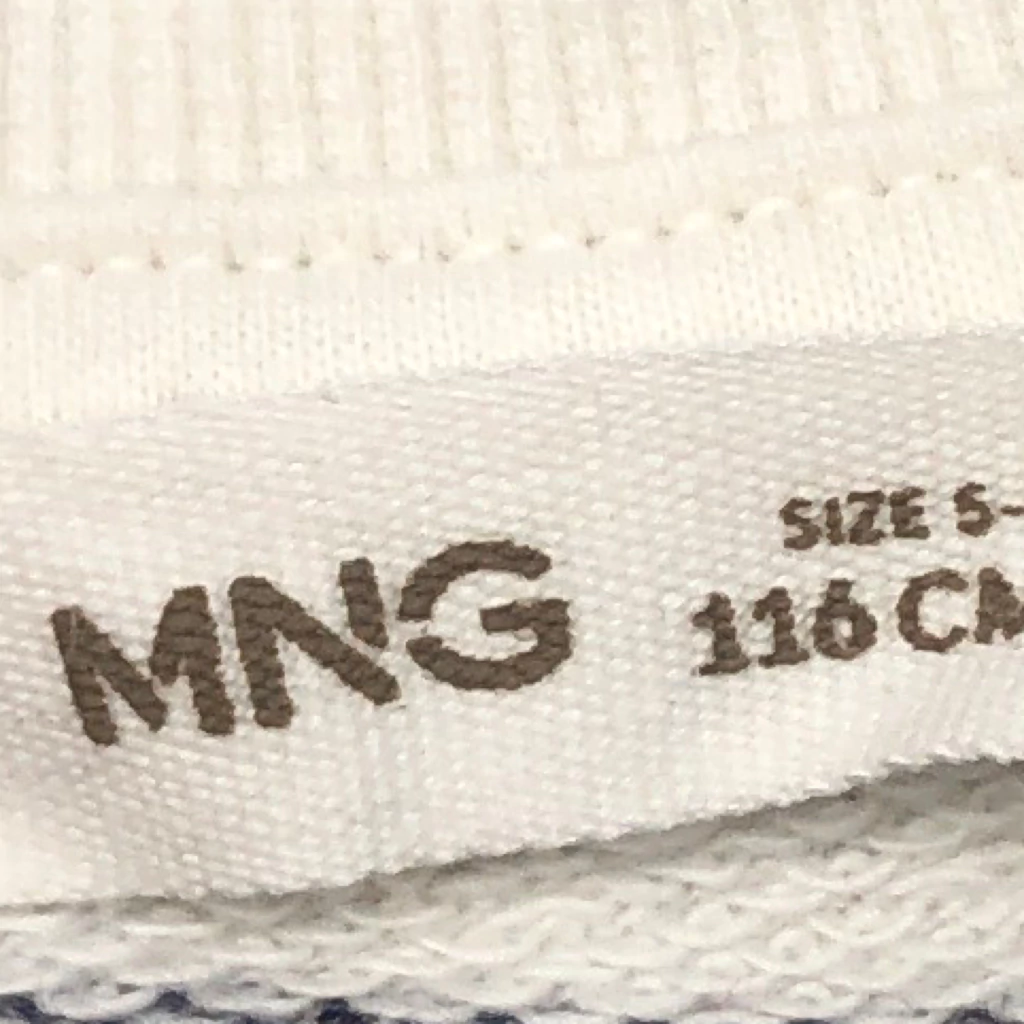 MNG
SIZE 5-
116 CM